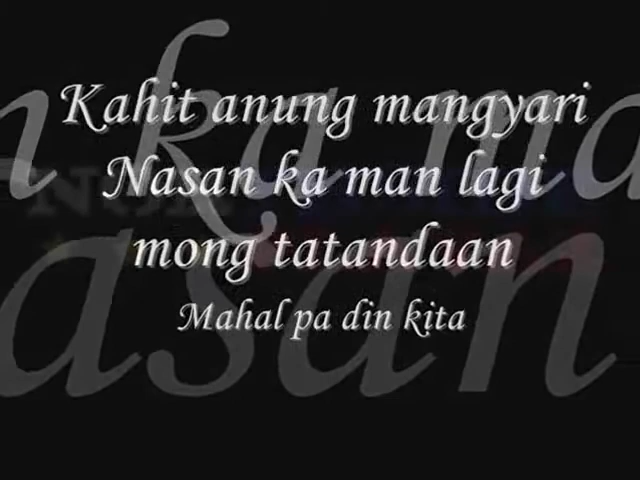 Kahit anung mangyari
Nasan ka man lagi
mong tatandaan
Mahal pa din kita